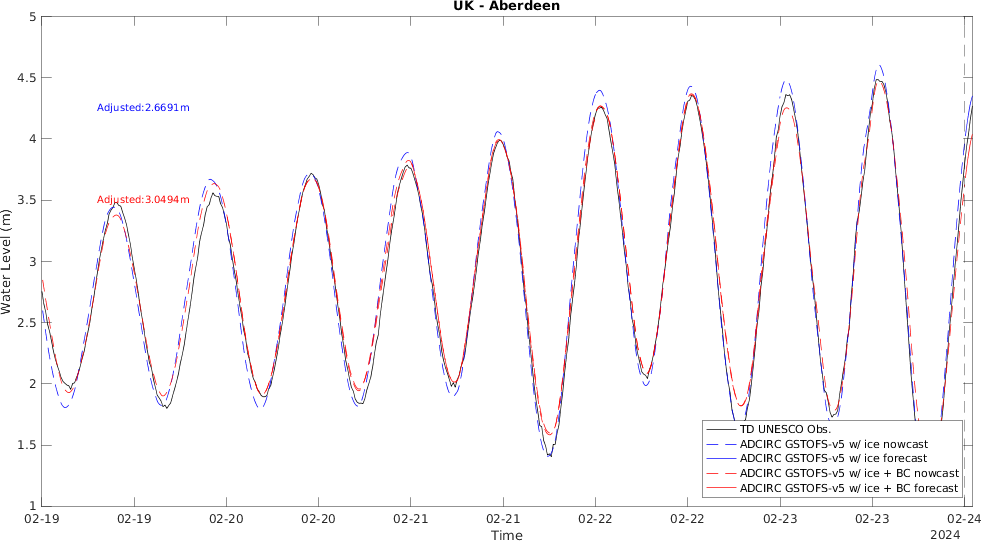 UK - Aberdeen
5
4.5
4
3.5
3
2.5
2
1.5
1
Water Level (m)
Adjusted:2.6691m
Adjusted:3.0494m
TD UNESCO Obs.
ADCIRC GSTOFS-v5 w/ ice nowcast
ADCIRC GSTOFS-v5 w/ ice forecast
ADCIRC GSTOFS-v5 w/ ice + BC nowcast
ADCIRC GSTOFS-v5 w/ ice + BC forecast
02-19 02-19 02-20 02-20 02-21 02-21 02-22 02-22 02-23 02-23 02-24
Time
2024